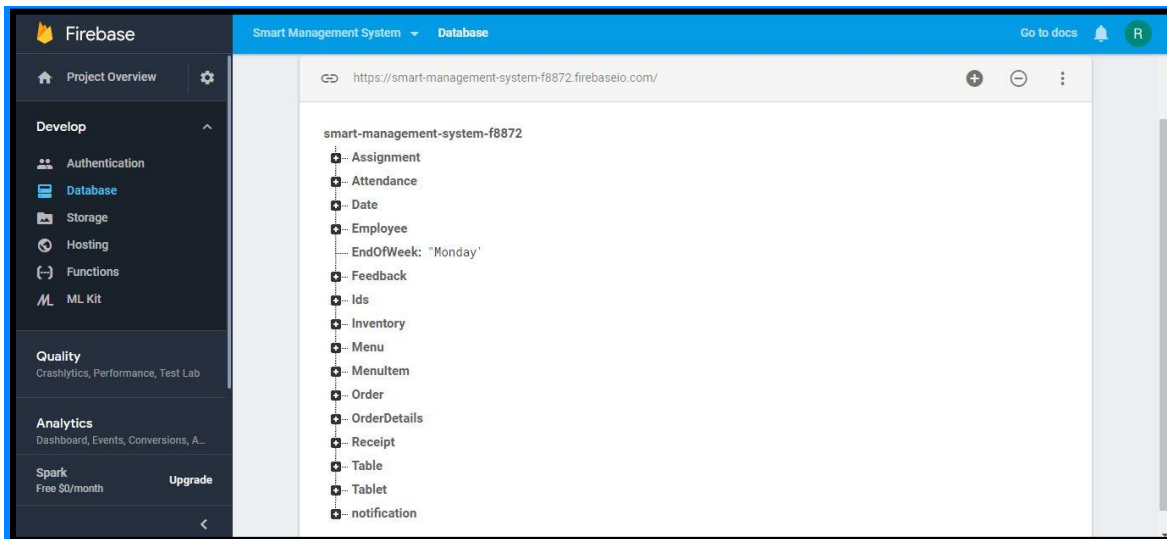 Firebase
Smart Management System Database
Go to docs
R
Project Overview
https://smart-management-system-f8872.firebaseio.com/
Develop
Authentication
Database
Storage
Hosting
Functions
ML Kit
Quality
Crashlytics, Performance, Test Lab
Analytics
Dashboard, Events, Conversions, A...
Spark
Free $0/month
Upgrade
smart-management-system-f8872
Assignment
Attendance
Date
Employee
EndOfWeek: "Monday'
Feedback
Ids
Inventory
Menu
MenuItem
Order
OrderDetails
Receipt
Table
Tablet
notification